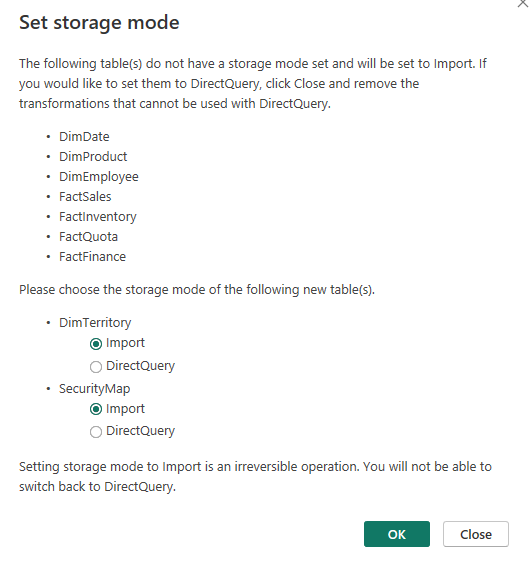 Set storage mode
The following table(s) do not have a storage mode set and will be set to Import. If
you would like to set them to DirectQuery, click Close and remove the
transformations that cannot be used with DirectQuery.
• DimDate
• DimProduct
• DimEmployee
• FactSales
• FactInventory
• FactQuota
• FactFinance
Please choose the storage mode of the following new table(s).
• DimTerritory
Import
DirectQuery
• SecurityMap
Import
DirectQuery
Setting storage mode to Import is an irreversible operation. You will not be able to
switch back to DirectQuery.
OK Close